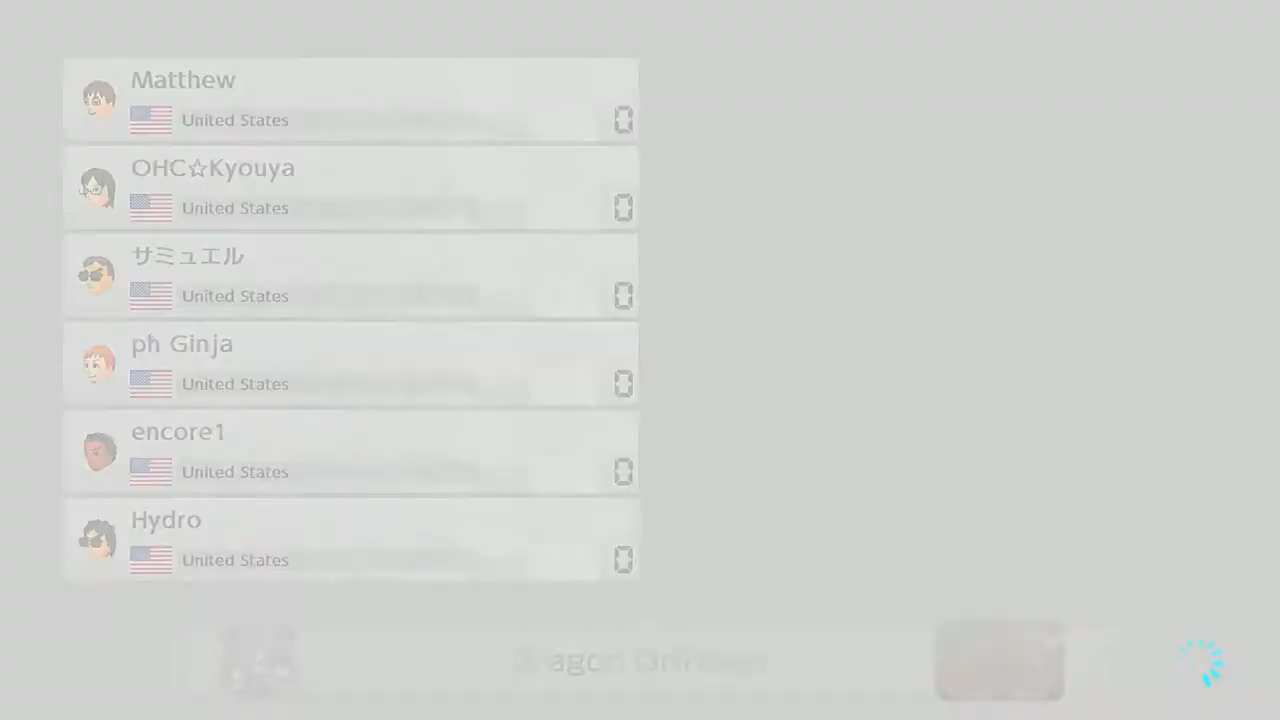 Matthew
United States 0
OHC☆Kyouya
United States 0
サミュエル
United States 0
ph Ginja
United States 0
encore1
United States 0
Hydro
United States 0